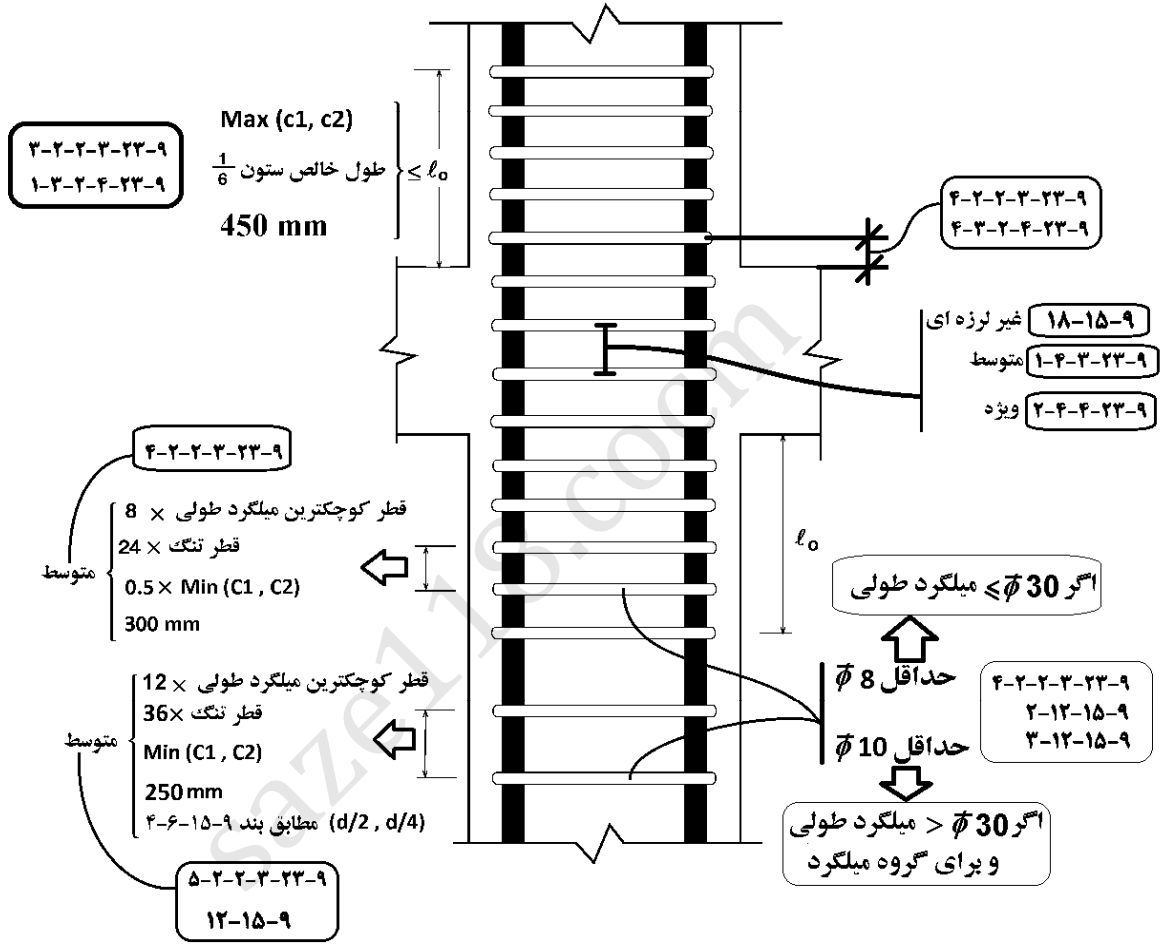 Max (c1, c2)
1/6 طول خالص ستون
450 mm
≤ ℓo
۳-۲-۲-۳-۲۳-۹
۱-۳-۲-۴-۲۳-۹
۴-۲-۲-۳-۲۳-۹
۴-۳-۲-۴-۲۳-۹
غیر لرزه ای ۱۸-۱۵-۹
متوسط ۱-۴-۳-۲۳-۹
ویژه ۲-۴-۴-۲۳-۹
۴-۲-۲-۳-۲۳-۹
متوسط
8 × قطر کوچکترین میلگرد طولی
24 × قطر تنگ
0.5 × Min (C1 , C2)
300 mm
ℓo
اگر 30 Φ ⩽ میلگرد طولی
حداقل 8 Φ
حداقل 10 Φ
۴-۲-۲-۳-۲۳-۹
۲-۱۲-۱۵-۹
۳-۱۲-۱۵-۹
اگر 30 Φ < میلگرد طولی
و برای گروه میلگرد
متوسط
12 × قطر کوچکترین میلگرد طولی
36× قطر تنگ
Min (C1 , C2)
250 mm
(d/2 , d/4) مطابق بند ۹-۱۵-۶-۴
۵-۲-۲-۳-۲۳-۹
۱۲-۱۵-۹
saze118.cocm